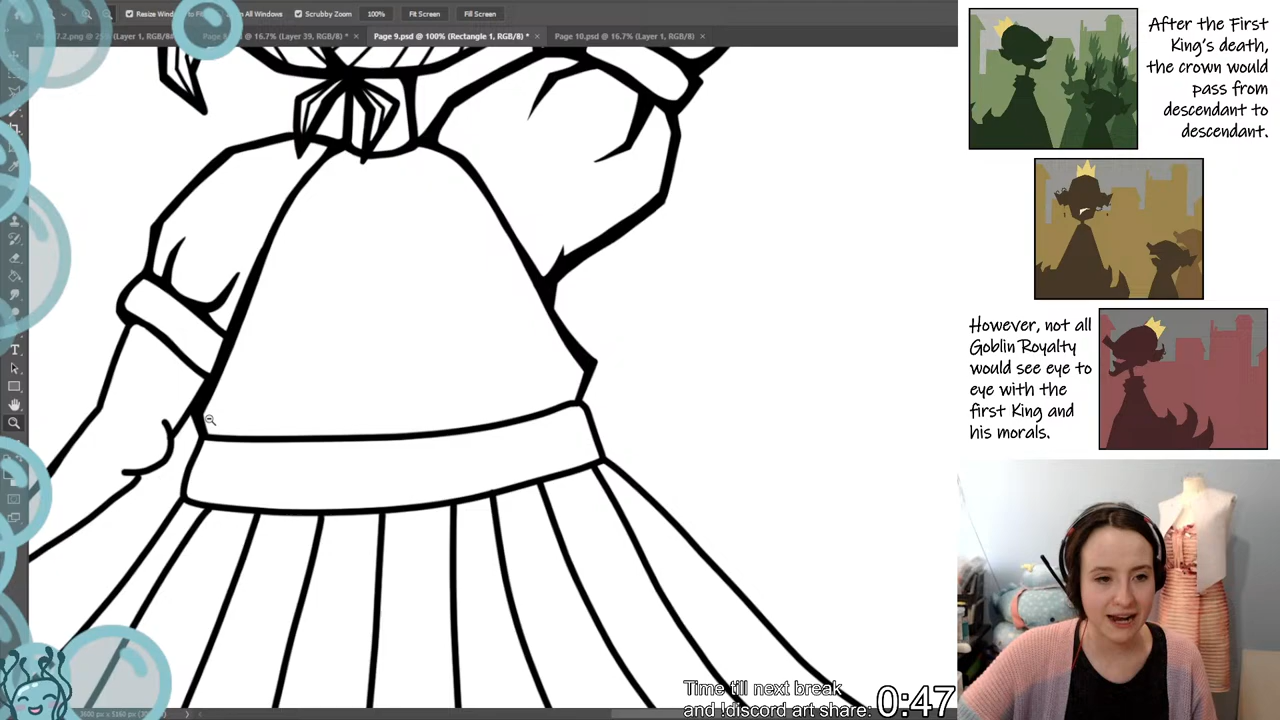 Resize Windows to Fi All Windows Scrubby Zoom 100% Fit Screen Fill Screen
Page 9.psd @ 100% (Rectangle 1, RGB/8) * × Page 10.psd @ 16.7% (Layer 1, RGB/8) ×
After the First
King's death,
the crown would
pass from
descendant to
descendant.
However, not all
Goblin Royalty
would see eye to
eye with the
first King and
his morals.
Time till next break
and !discord art share: 0:47